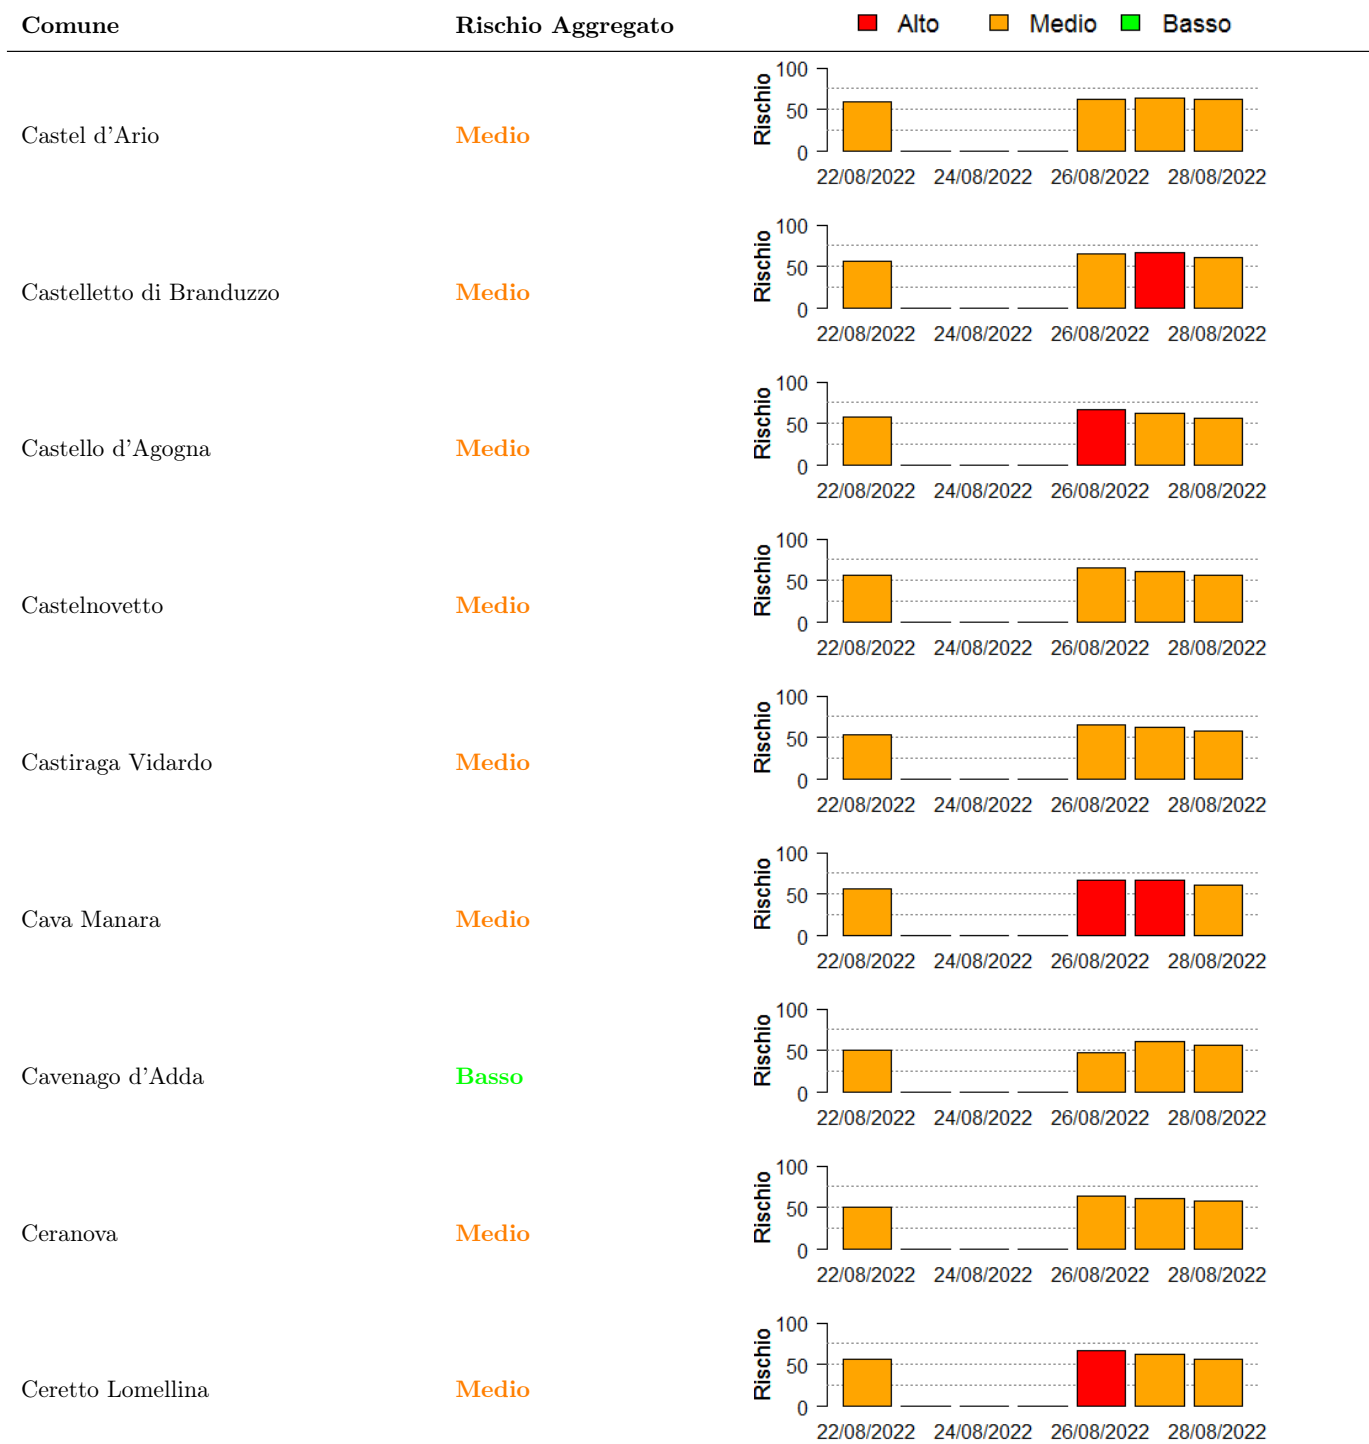 Comune Rischio Aggregato Alto Medio Basso
100
50
0
Rischio
Castel d'Ario Medio
22/08/2022 24/08/2022 26/08/2022 28/08/2022
100
50
0
Rischio
Castelletto di Branduzzo Medio
22/08/2022 24/08/2022 26/08/2022 28/08/2022
100
50
0
Rischio
Castello d'Agogna Medio
22/08/2022 24/08/2022 26/08/2022 28/08/2022
100
50
0
Rischio
Castelnovetto Medio
22/08/2022 24/08/2022 26/08/2022 28/08/2022
100
50
0
Rischio
Castiraga Vidardo Medio
22/08/2022 24/08/2022 26/08/2022 28/08/2022
100
50
0
Rischio
Cava Manara Medio
22/08/2022 24/08/2022 26/08/2022 28/08/2022
100
50
0
Rischio
Cavenago d'Adda Basso
22/08/2022 24/08/2022 26/08/2022 28/08/2022
100
50
0
Rischio
Ceranova Medio
22/08/2022 24/08/2022 26/08/2022 28/08/2022
100
50
0
Rischio
Ceretto Lomellina Medio
22/08/2022 24/08/2022 26/08/2022 28/08/2022